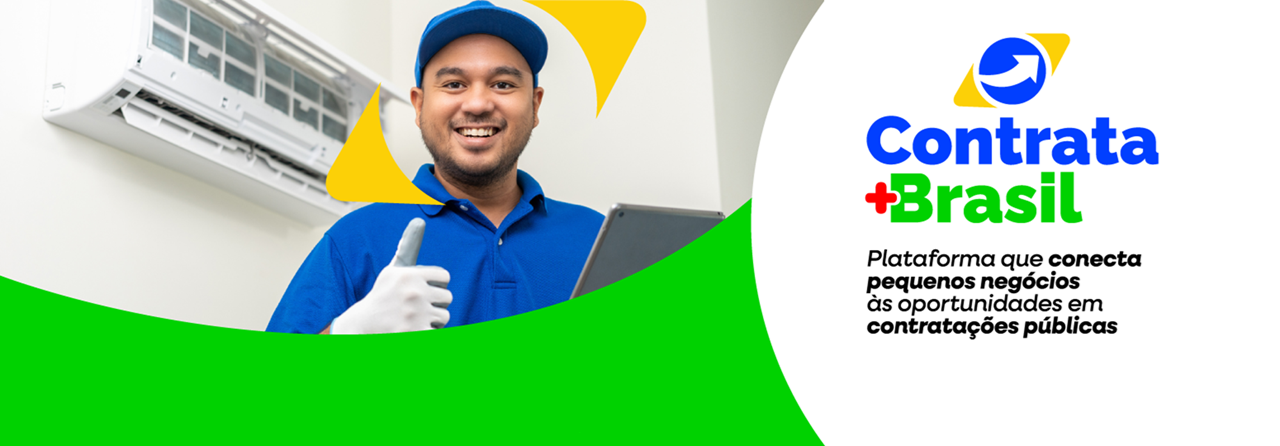 Contrata
+Brasil
Plataforma que conecta
pequenos negócios
às oportunidades em
contratações públicas